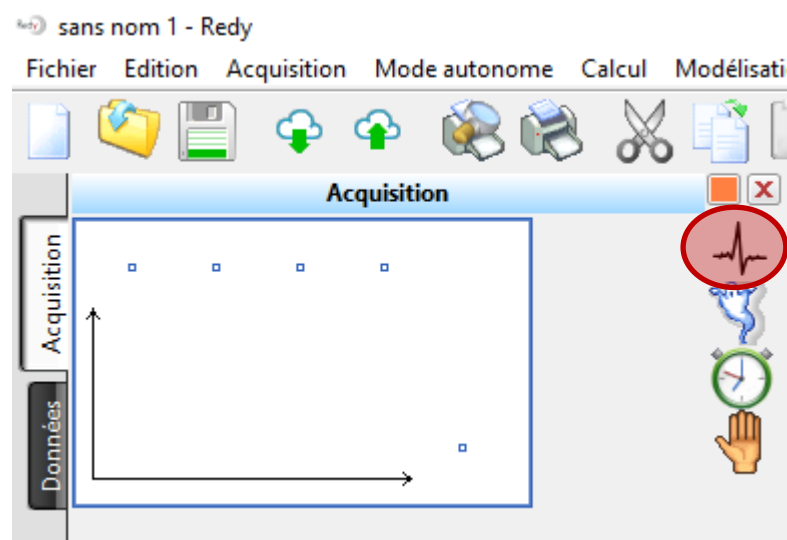 sans nom 1 - Redy
Fichier Edition Acquisition Mode autonome Calcul Modélisati
Acquisition
Acquisition
Données